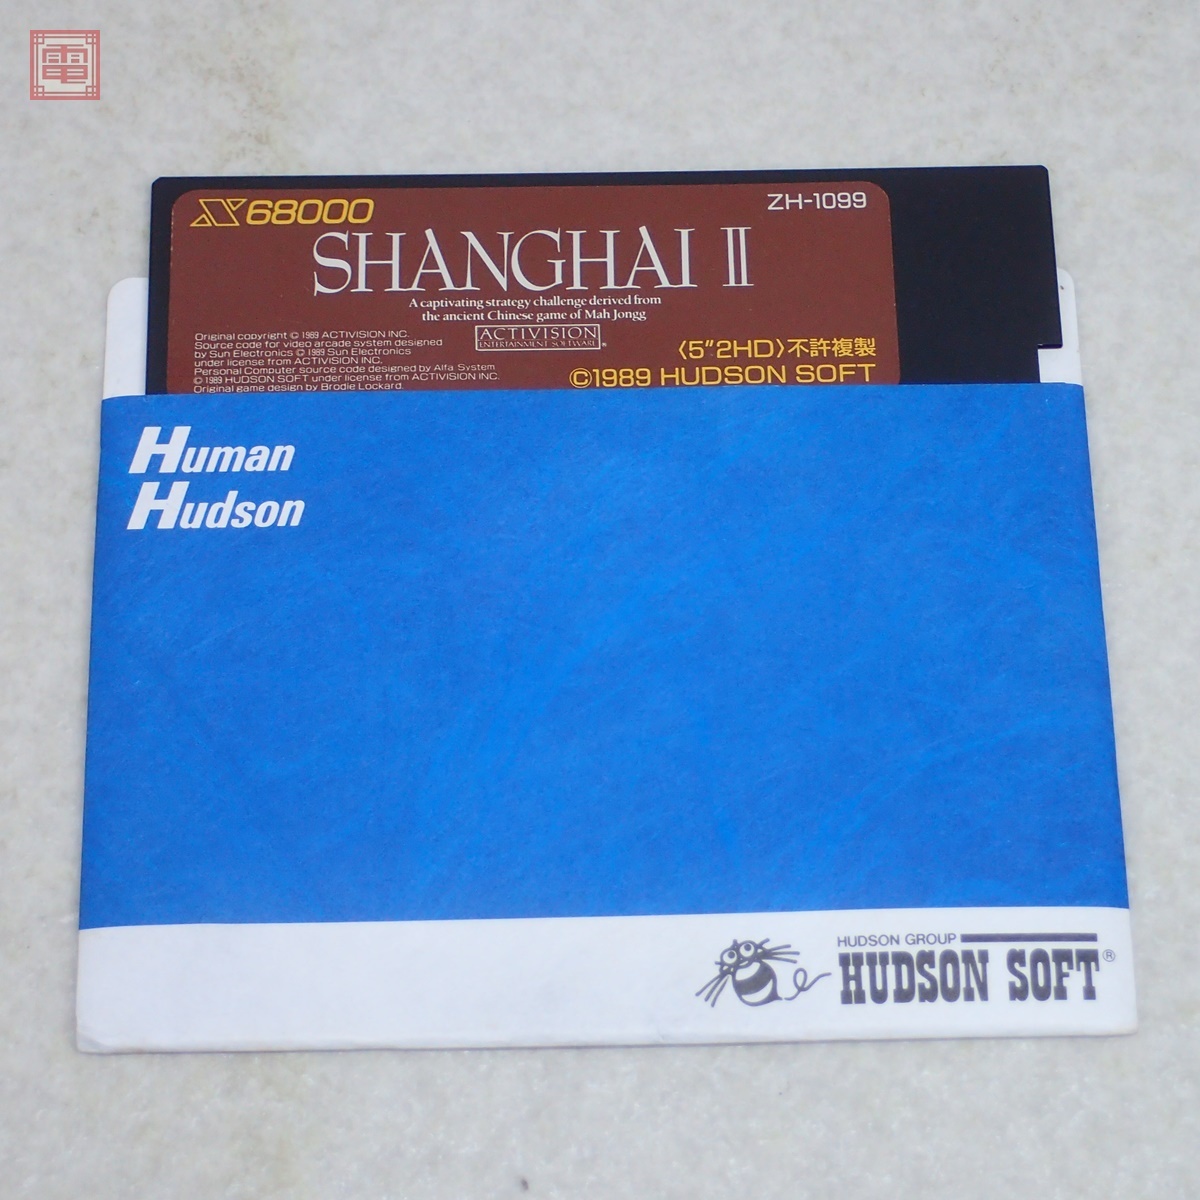 電
X68000
ZH-1099
SHANGHAI II
A captivating strategy challenge derived from
the ancient Chinese game of Mah Jongg
ACTIVISION
ENTERTAINMENT SOFTWARE ®
Original copyright © 1989 ACTIVISION INC.
Source code for video arcade system designed
by Sun Electronics © 1989 Sun Electronics
under license from ACTIVISION INC.
Personal Computer source code designed by Alfa System
© 1989 HUDSON SOFT under license from ACTIVISION INC.
Original game design by Brodie Lockard.
〈5"2HD〉不許複製
©1989 HUDSON SOFT
Human
Hudson
HUDSON GROUP
HUDSON SOFT®